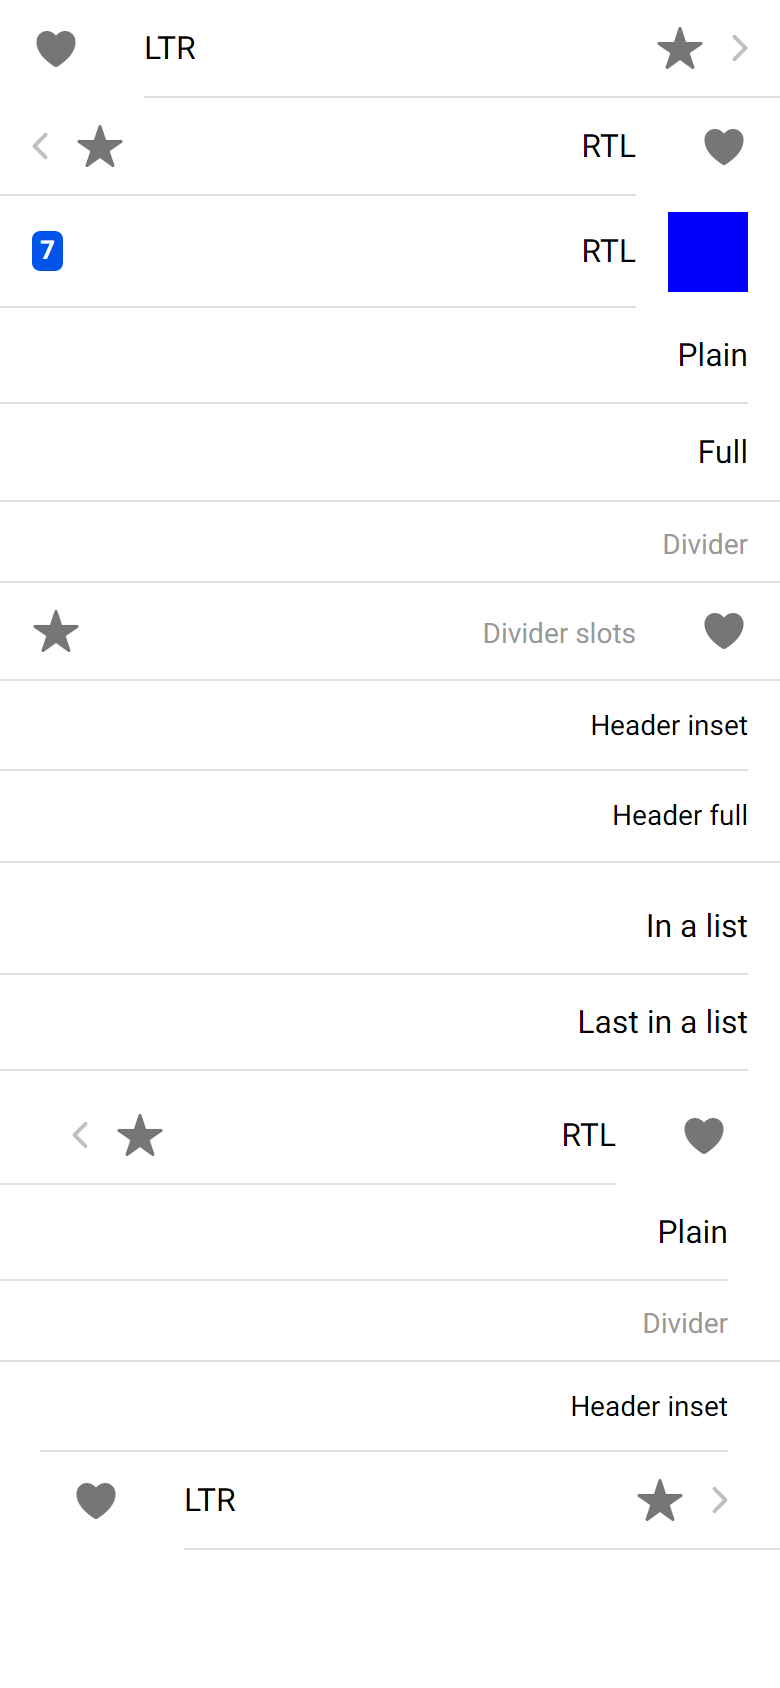 LTR
RTL
7 RTL
Plain
Full
Divider
Divider slots
Header inset
Header full
In a list
Last in a list
RTL
Plain
Divider
Header inset
LTR